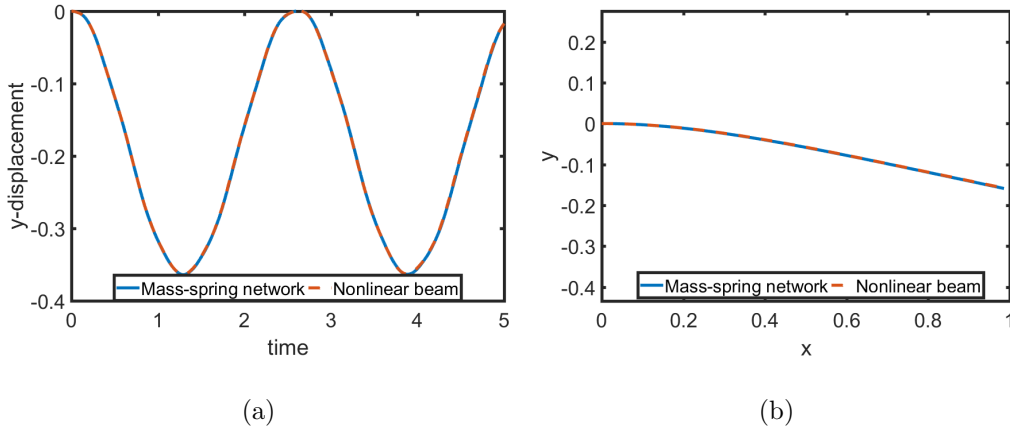 0
-0.1
-0.2
-0.3
-0.4
y-displacement
0 1 2 3 4 5
time
Mass-spring network Nonlinear beam
(a)
0.2
0.1
0
-0.1
-0.2
-0.3
-0.4
y
0 0.2 0.4 0.6 0.8 1
x
Mass-spring network Nonlinear beam
(b)